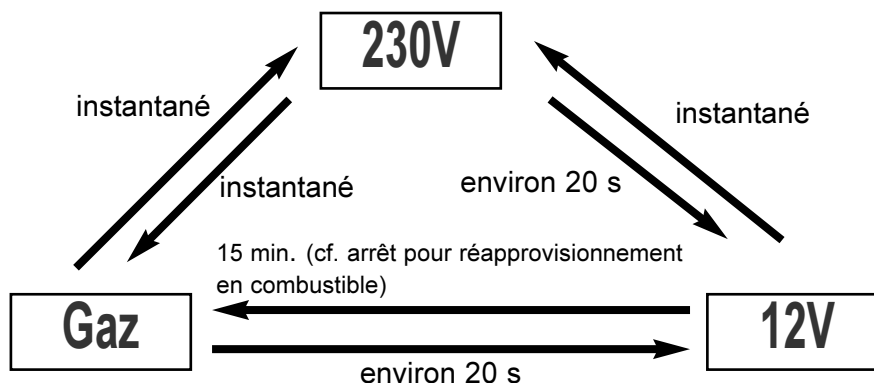 230V
instantané
instantané
instantané
environ 20 s
15 min. (cf. arrêt pour réapprovisionnement
en combustible)
Gaz
12V
environ 20 s